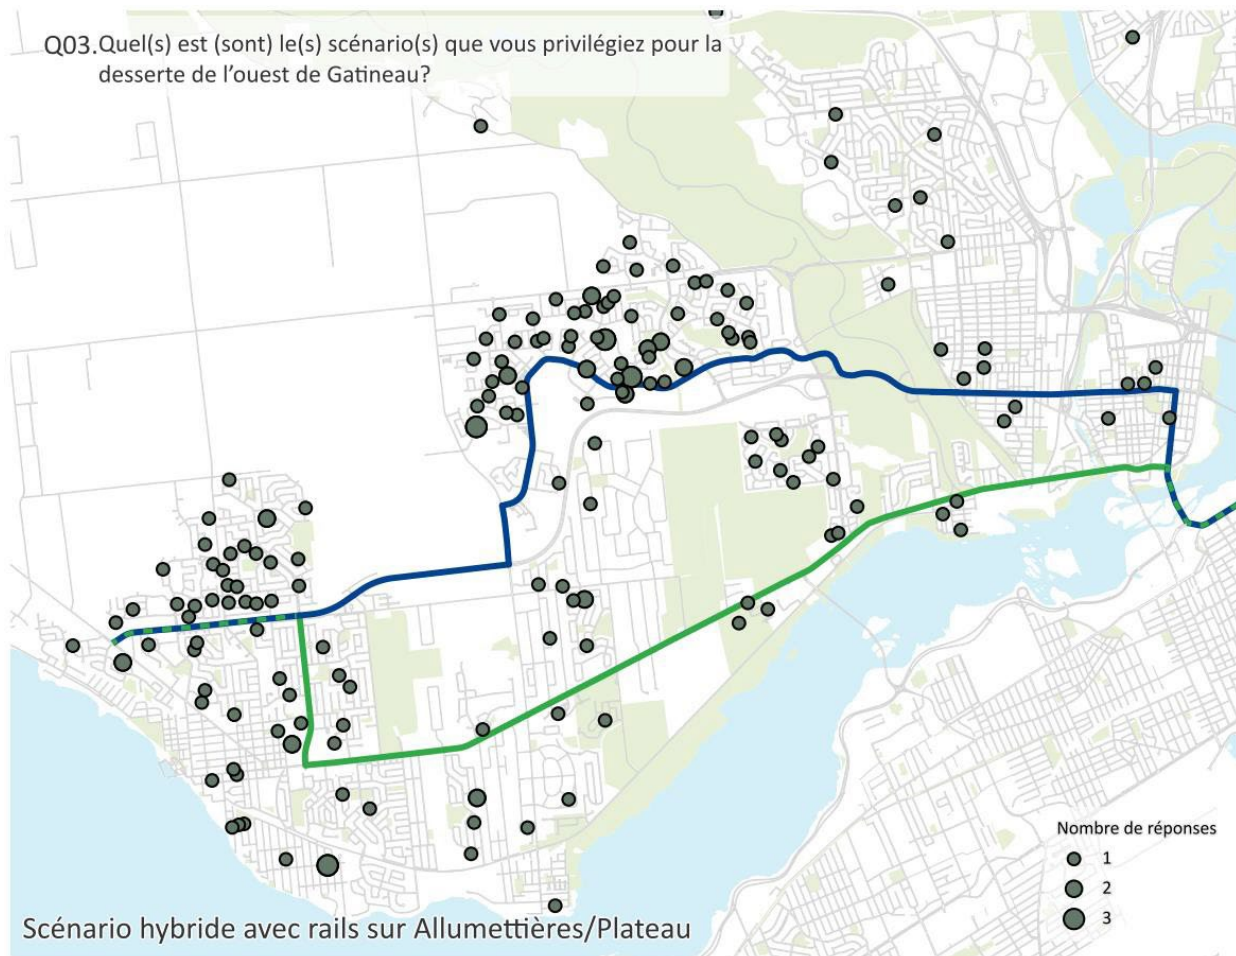 Q03.Quel(s) est (sont) le(s) scénario(s) que vous privilégiez pour la
desserte de l'ouest de Gatineau?
Nombre de réponses
1
2
3
Scénario hybride avec rails sur Allumettières/Plateau